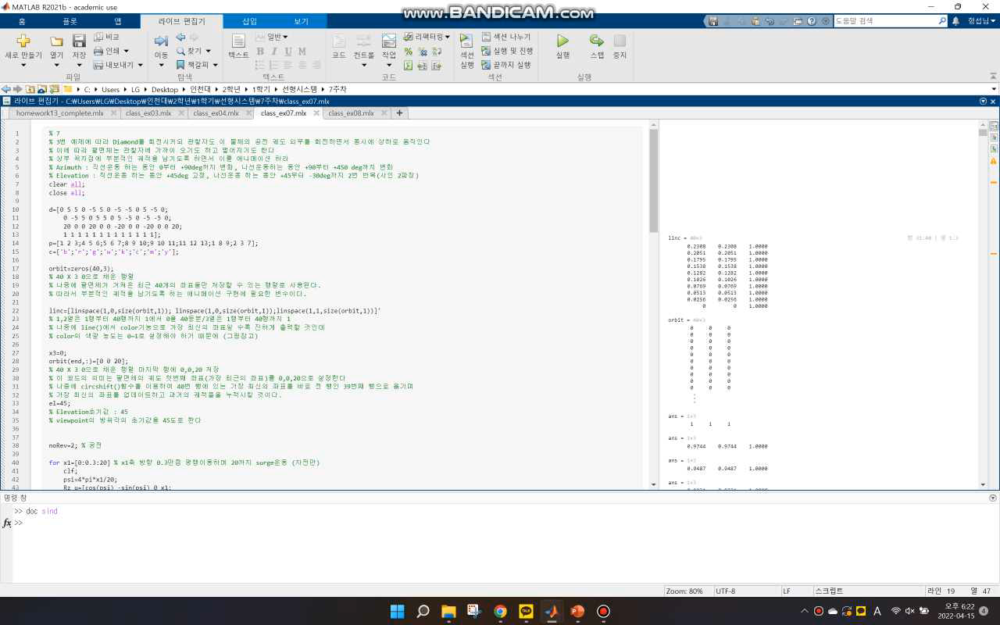 MATLAB R2021b - academic use
www.BANDICAM.com
홈 플롯 앱 라이브 편집기 삽입 보기
도움말 검색
형섭님
새로 만들기 열기 저장 비교 인쇄 내보내기
파일
이동 찾기 책갈피
탐색
텍스트 일반 B I U M
텍스트
코드 컨트롤 작업 리팩터링
코드
섹션 실행 섹션 나누기 실행 및 진행 끝까지 실행
섹션
실행 스텝 중지
실행
C: Users LG Desktop 인천대 2학년 1학기 선형시스템 7주차
라이브 편집기 - C:₩Users₩LG₩Desktop₩인천대₩2학년₩1학기₩선형시스템₩7주차₩class_ex07.mlx
homework13_complete.mlx class_ex03.mlx class_ex04.mlx class_ex07.mlx class_ex08.mlx
1 % 7
2 % 3번 예제에 따라 Diamond를 회전시키되 관찰자도 이 물체의 공전 궤도 외부를 회전하면서 동시에 상하로 움직인다
3 % 이에 따라 팔면체는 관찰자에 가까이 오기도 하고 멀어지기도 한다
4 % 상부 꼭지점에 부분적인 궤적을 남기도록 하면서 이를 애니메이션 하라
5 % Azimuth : 직선운동 하는 동안 0부터 +90deg까지 변화, 나선운동하는 동안 +90부터 +450 deg까지 변화
6 % Elevation : 직선운동 하는 동안 +45deg 고정, 나선운동 하는 동안 +45부터 -30deg까지 2번 반복(사인 2파장)
7 clear all;
8 close all;
9
10 d=[0 5 5 0 -5 5 0 -5 -5 0 5 -5 0;
11 0 -5 5 0 5 5 0 5 -5 0 -5 -5 0;
12 20 0 0 20 0 0 -20 0 0 -20 0 0 20;
13 1 1 1 1 1 1 1 1 1 1 1 1 1];
14 p=[1 2 3;4 5 6;5 6 7;8 9 10;9 10 11;11 12 13;1 8 9;2 3 7];
15 c=['b';'r';'g';'w';'k';'c';'m';'y'];
16
17 orbit=zeros(40,3);
18 % 40 X 3 0으로 채운 행렬
19 % 나중에 팔면체가 거쳐온 최근 40개의 좌표들만 저장할 수 있는 행렬로 사용된다.
20 % 따라서 부분적인 궤적을 남기도록 하는 애니메이션 구현에 필요한 변수이다.
21
22 linc=[linspace(1,0,size(orbit,1)); linspace(1,0,size(orbit,1));linspace(1,1,size(orbit,1))]'
23 % 1,2열은 1행부터 40행까지 1에서 0을 40등분/3열은 1행부터 40행까지 1
24 % 나중에 line()에서 color기능으로 가장 최신의 좌표일 수록 진하게 출력할 것인데
25 % color의 색깔 농도는 0~1로 설정해야 하기 때문에 (그림참고)
26
27 x3=0;
28 orbit(end,:)=[0 0 20];
29 % 40 X 3 0으로 채운 행렬 마지막 행에 0,0,20 저장
30 % 이 코드의 의미는 팔면체의 궤도 첫번째 좌표(가장 최근의 좌표)를 0,0,20으로 설정한다
31 % 나중에 circshift()함수를 이용하여 40번 행에 있는 가장 최신의 좌표를 바로 전 행인 39번째 행으로 옮기며
32 % 가장 최신의 좌표를 업데이트하고 과거의 궤적들을 누적시킬 것이다.
33 el=45;
34 % Elevation초기값 : 45
35 % viewpoint의 방위각의 초기값을 45도로 한다
36
37
38 noRev=2; % 공전
39
40 for x1=[0:0.3:20] % x1축 방향 0.3만큼 평행이동하며 20까지 surge운동 (자전만)
41 clf;
42 psi=4*pi*x1/20;
43 Rz_u=[cos(psi) -sin(psi) 0 x1;
linc = 40×3
0.2308 0.2308 1.0000
0.2051 0.2051 1.0000
0.1795 0.1795 1.0000
0.1538 0.1538 1.0000
0.1282 0.1282 1.0000
0.1026 0.1026 1.0000
0.0769 0.0769 1.0000
0.0513 0.0513 1.0000
0.0256 0.0256 1.0000
0 0 1.0000
orbit = 40×3
0 0 0
0 0 0
0 0 0
0 0 0
0 0 0
0 0 0
0 0 0
0 0 0
0 0 0
0 0 0
ans = 1×3
1 1 1
ans = 1×3
0.9744 0.9744 1.0000
ans = 1×3
0.9487 0.9487 1.0000
ans = 1×3
명령 창
>> doc sind
fx >>
Zoom: 80% UTF-8 LF 스크립트 라인 19 열 47
A 오후 6:22
2022-04-15
4